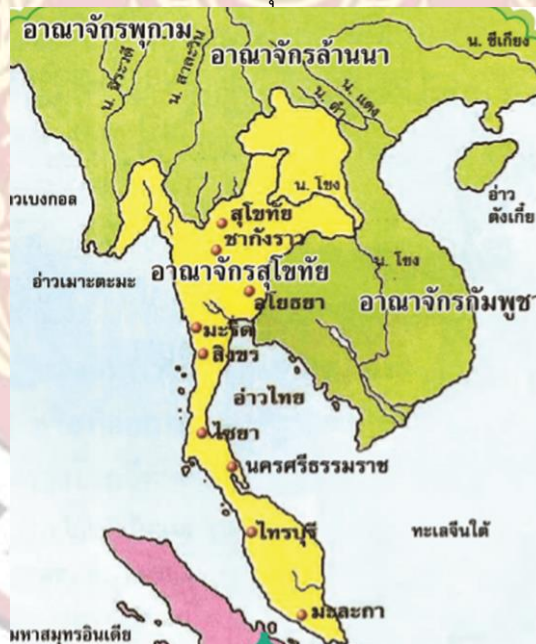 อาณาจักรพุกาม
อาณาจักรล้านนา
น. ซีเกียง
น. สาละวิน
น. แดง
น. ดำ
น. โขง
อ่าว
ตังเกี๋ย
วเบงกอล
สุโขทัย
ชากังราว
น. โขง
อ่าวเมาะตะมะ
อาณาจักรสุโขทัย
อโยธยา
อาณาจักรกัมพูชา
มะริด
สิงขร
อ่าวไทย
ไชยา
นครศรีธรรมราช
ไทรบุรี
ทะเลจีนใต้
มะละกา
มหาสมุทรอินเดีย